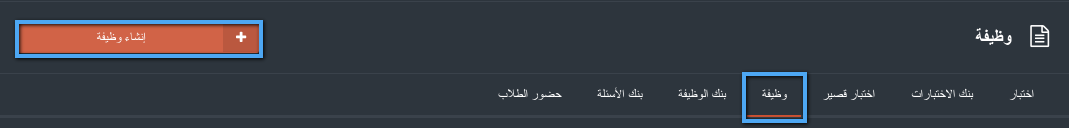 وظيفة
إنشاء وظيفة +
اختبار
بنك الاختبارات
اختبار قصير
وظيفة
بنك الوظيفة
بنك الأسئلة
حضور الطلاب